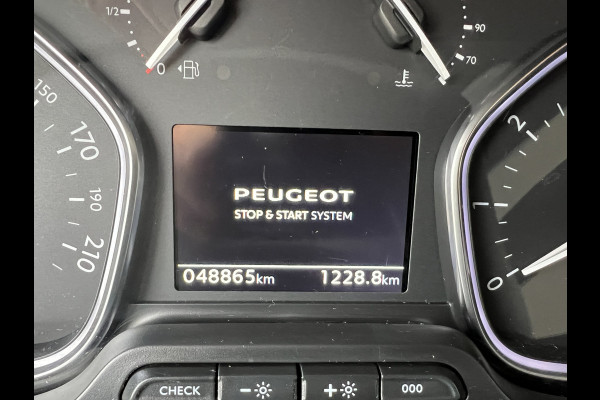 1/2
0
90
70
150
170
190
210
2
1
0
PEUGEOT
STOP & START SYSTEM
048865km 1228.8km
CHECK - + 000